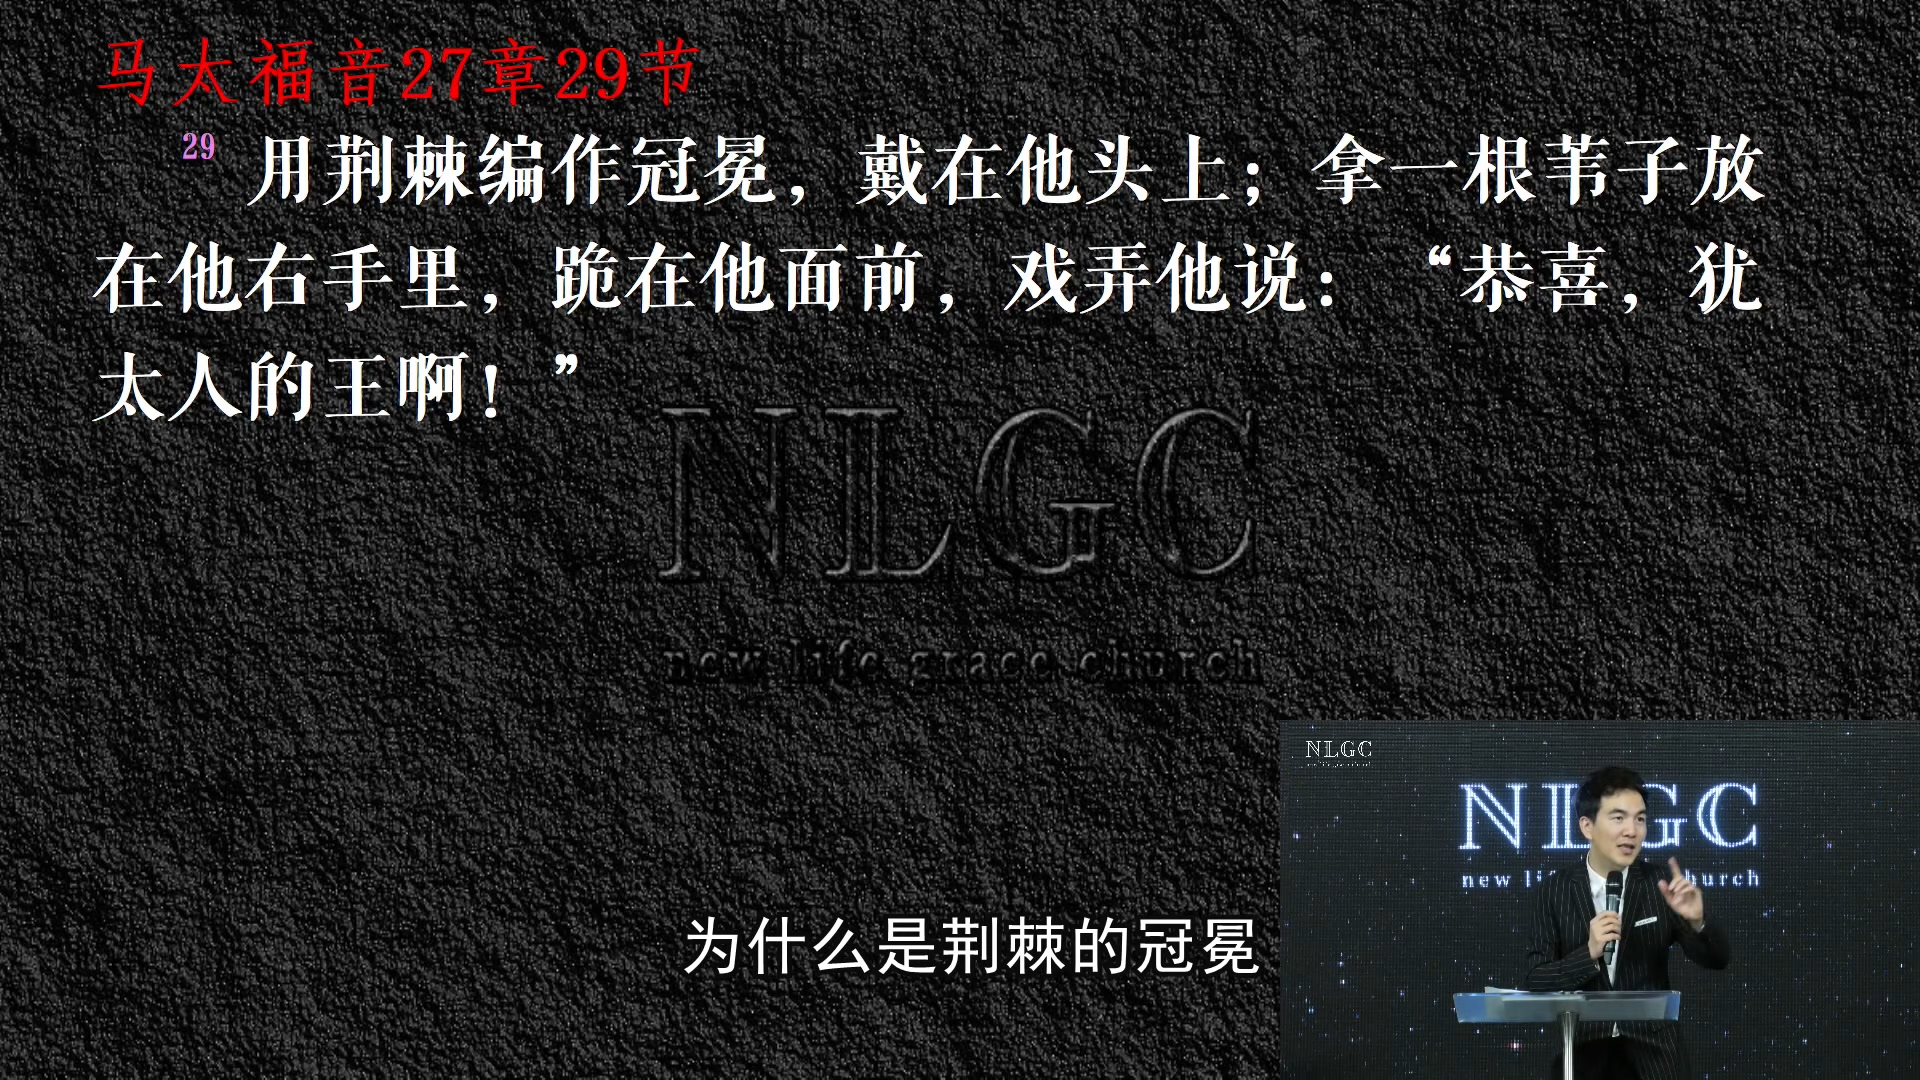 马太福音27章29节
29 用荆棘编作冠冕，戴在他头上；拿一根苇子放
在他右手里，跪在他面前，戏弄他说：“恭喜，犹
太人的王啊！”
NLGC
new life grace church
NLGC
NLGC
new li church
为什么是荆棘的冠冕